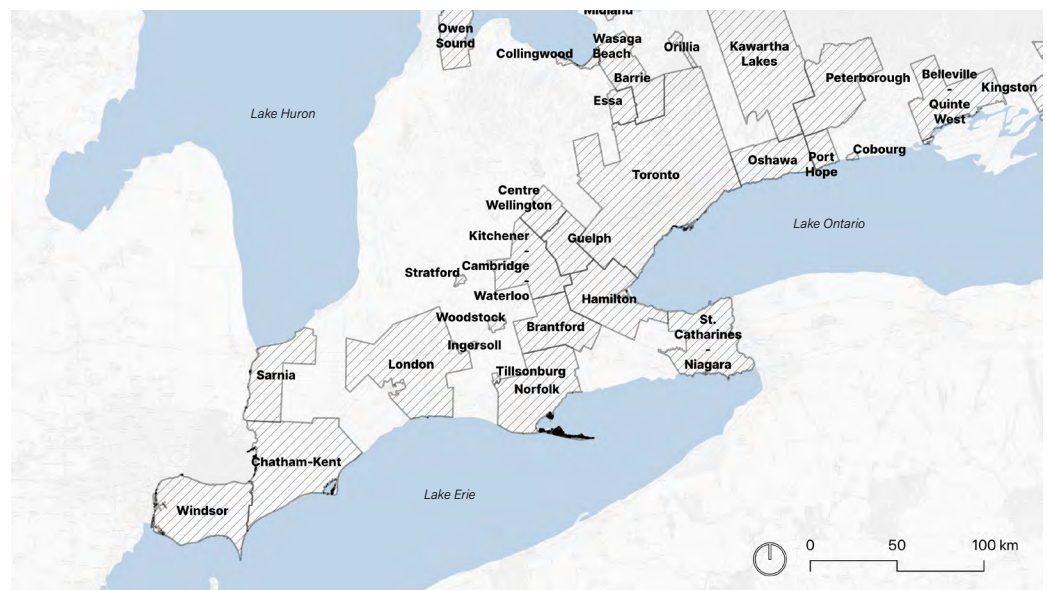 Midland
Owen
Sound
Collingwood
Wasaga
Beach
Orillia
Kawartha
Lakes
Barrie
Essa
Peterborough
Belleville
-
Quinte
West
Kingston
Lake Huron
Toronto
Oshawa
Port
Hope
Cobourg
Centre
Wellington
Lake Ontario
Kitchener
-
Cambridge
-
Waterloo
Guelph
Stratford
Hamilton
Woodstock
Brantford
St.
Catharines
-
Niagara
Ingersoll
London
Sarnia
Tillsonburg
Norfolk
Chatham-Kent
Lake Erie
Windsor
0 50 100 km